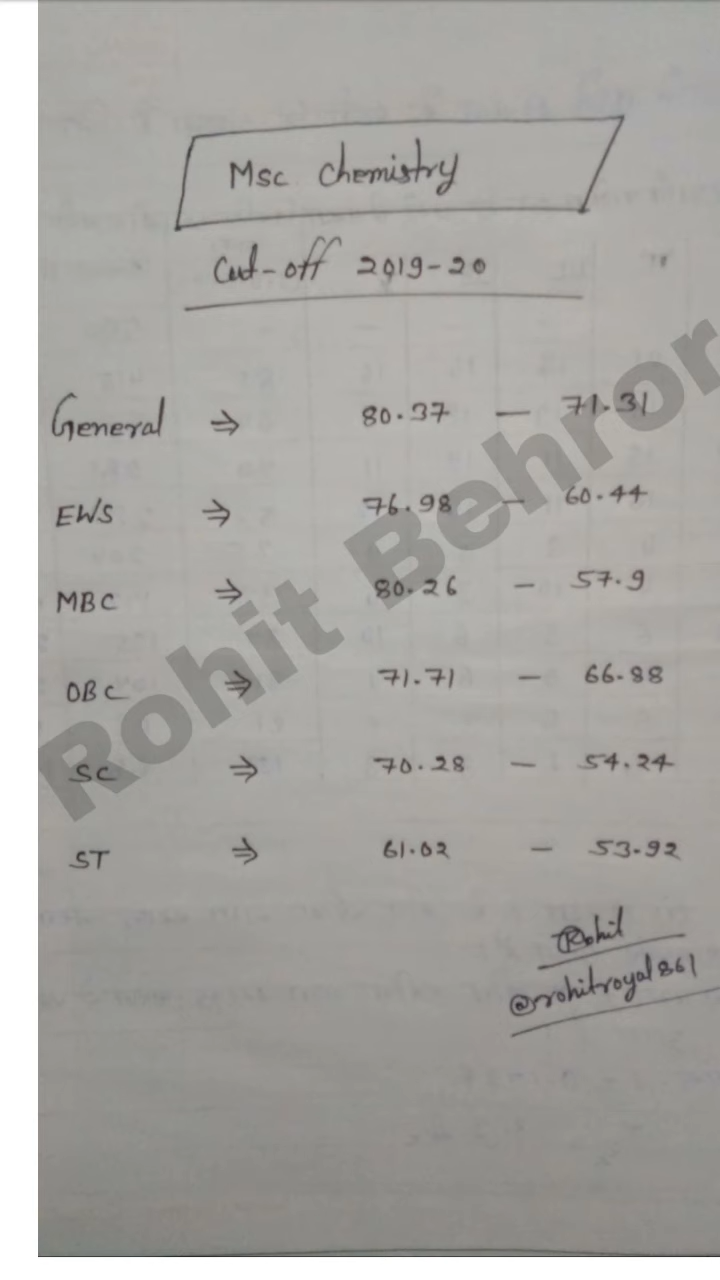 Msc chemistry
Cut-off 2019-20
General ⇒ 80.37 — 71.31
EWS ⇒ 76.98 — 60.44
MBC ⇒ 80.26 — 57.9
OBC ⇒ 71.71 — 66.88
SC ⇒ 70.28 — 54.24
ST ⇒ 61.02 — 53.92
Rohit
@rohitroyal861
Rohit Behror